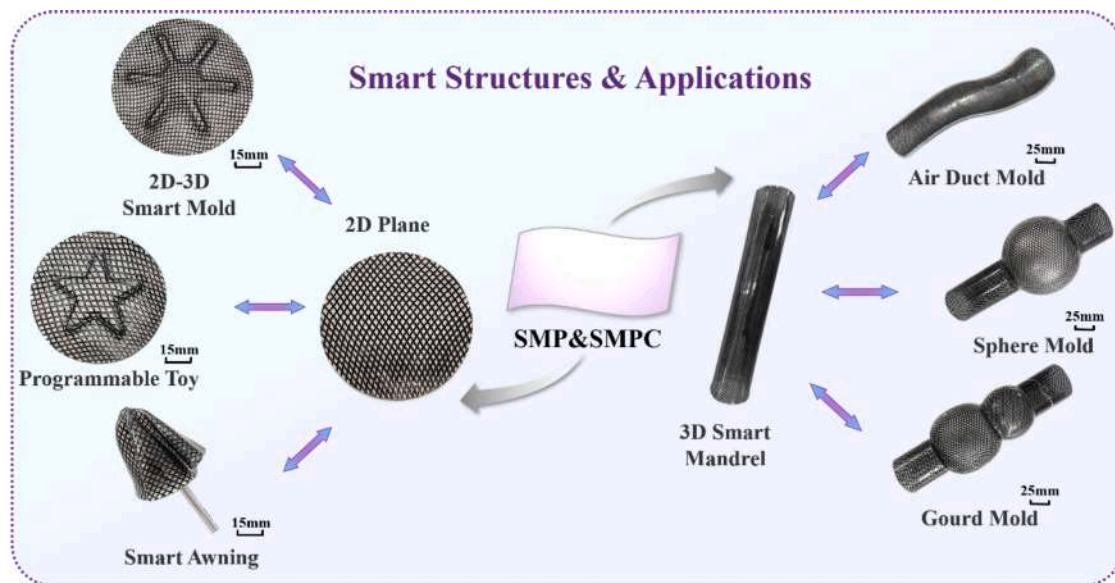 Smart Structures & Applications
15mm
2D-3D
Smart Mold
2D Plane
15mm
Programmable Toy
15mm
Smart Awning
SMP&SMPC
3D Smart
Mandrel
25mm
Air Duct Mold
25mm
Sphere Mold
25mm
Gourd Mold